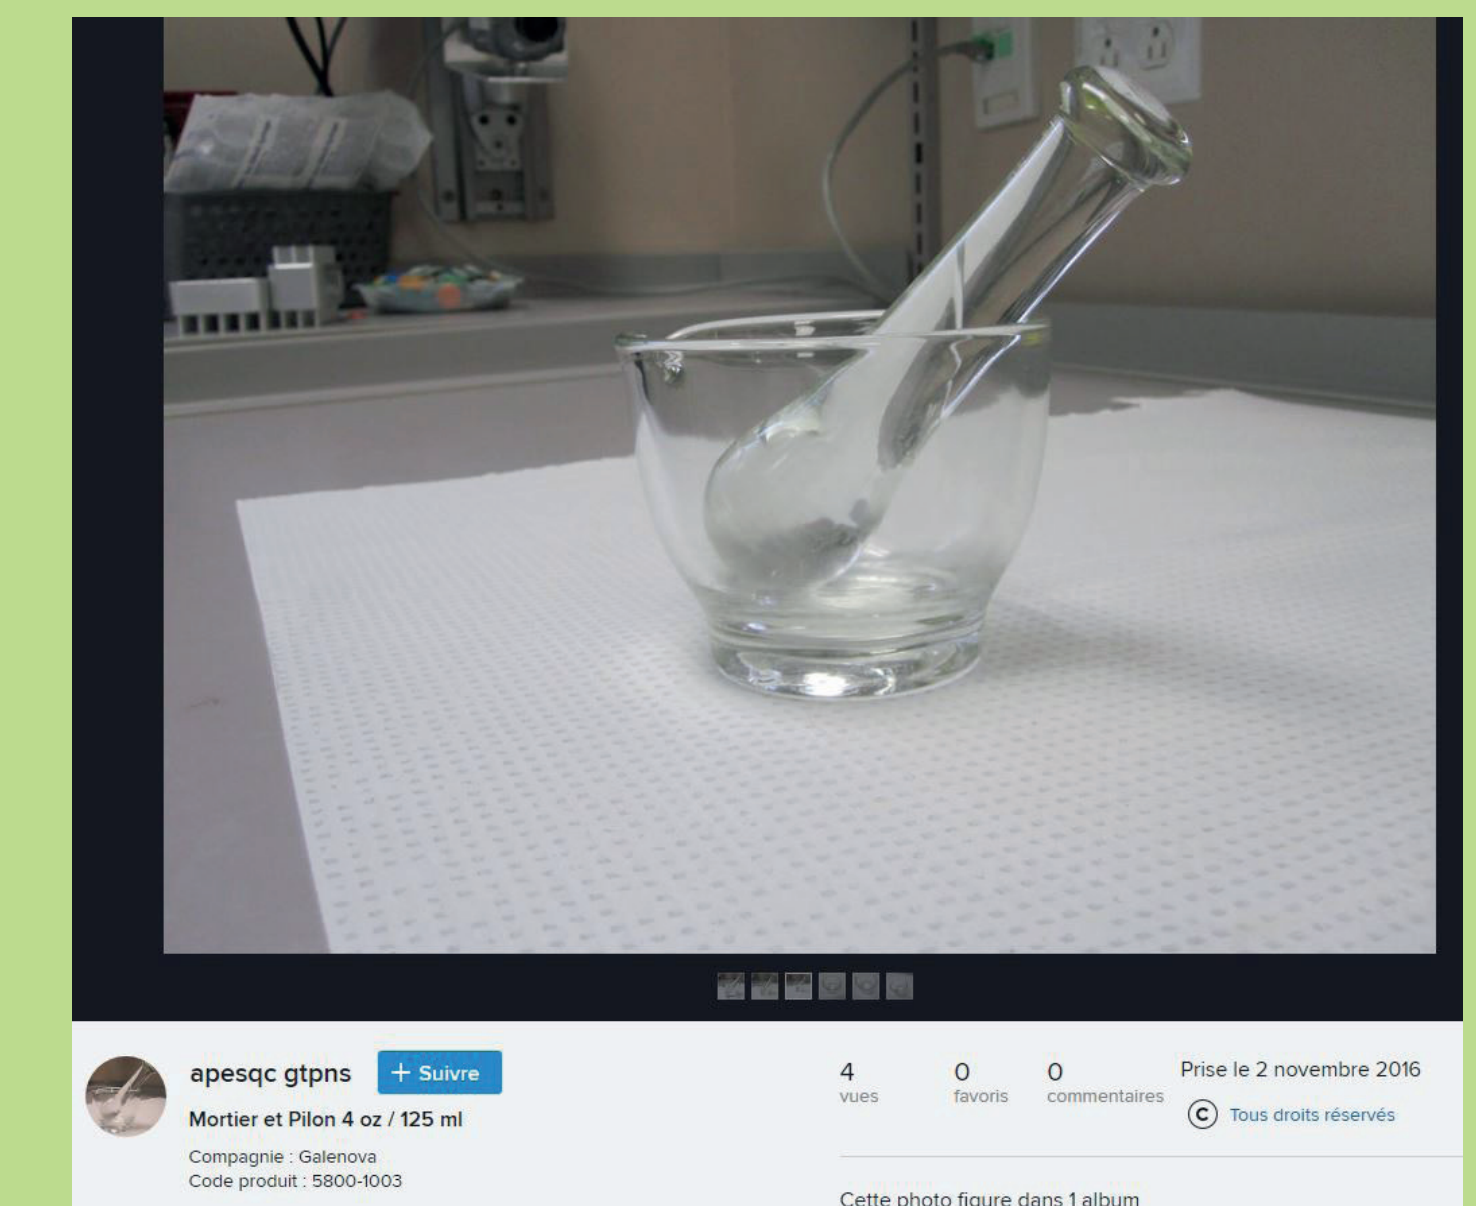 apesqc gtpns
+ Suivre
Mortier et Pilon 4 oz / 125 ml
Compagnie : Galenova
Code produit : 5800-1003
4
vues
0
favoris
0
commentaires
Prise le 2 novembre 2016
C Tous droits réservés
Cette photo figure dans 1 album